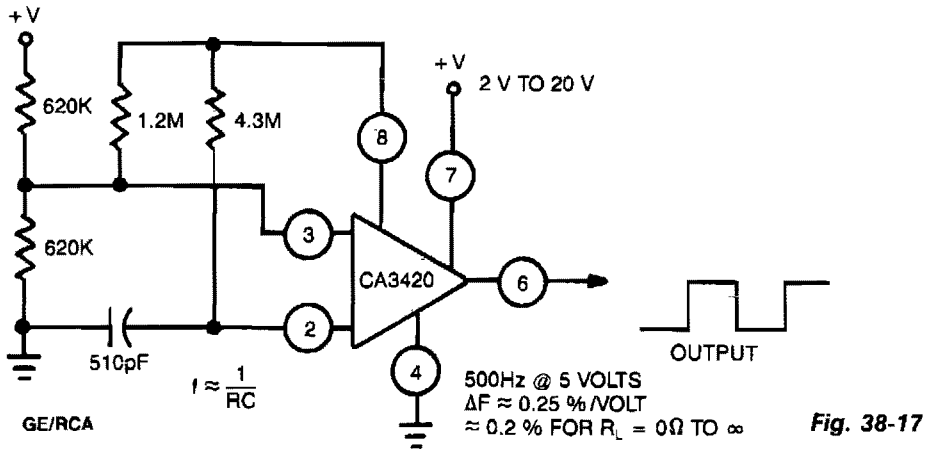 + V
620K
1.2M
4.3M
+ V
2 V TO 20 V
8
7
3
620K
CA3420
6
2
510pF
4
OUTPUT
f ≈ 1/RC
500Hz @ 5 VOLTS
ΔF ≈ 0.25 %/VOLT
≈ 0.2 % FOR RL = 0Ω TO ∞
GE/RCA
Fig. 38-17